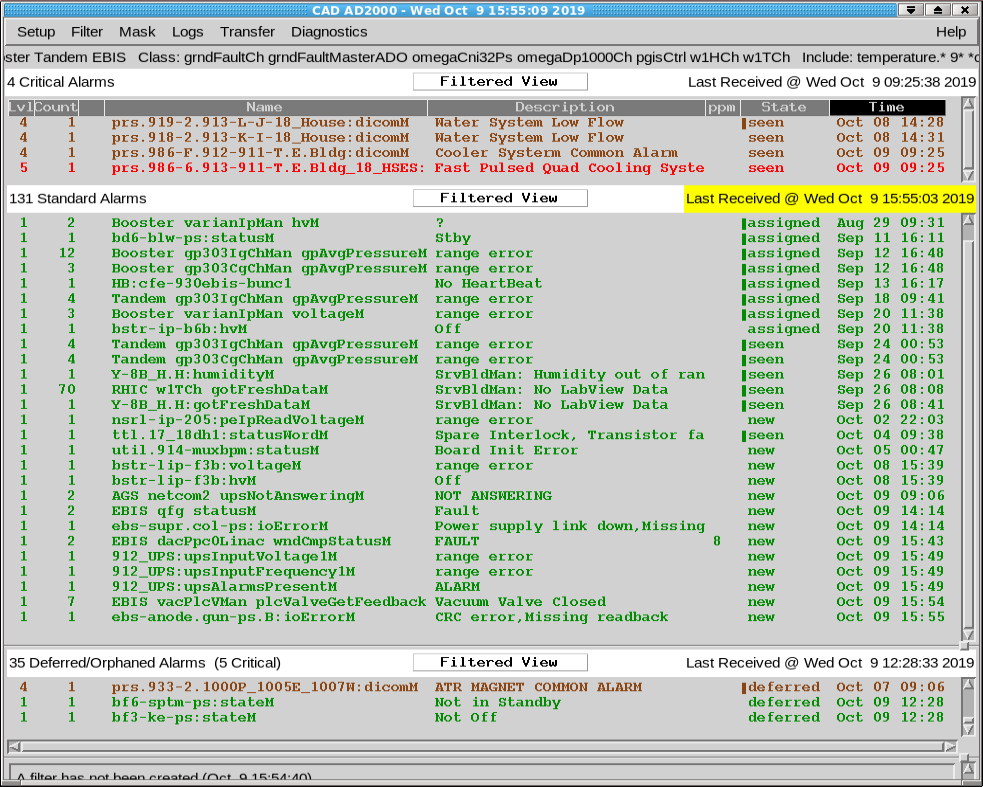 CAD AD2000 - Wed Oct 9 15:55:09 2019
Setup Filter Mask Logs Transfer Diagnostics Help
oster Tandem EBIS Class: grndFaultCh grndFaultMasterADO omegaCni32Ps omegaDp1000Ch pgisCtrl w1HCh w1TCh Include: temperature.* 9*
4 Critical Alarms Filtered View Last Received @ Wed Oct 9 09:25:38 2019
Lvl Count Name Description ppm State Time
4 1 prs.919-2.913-L-J-18_House:dicomM Water System Low Flow seen Oct 08 14:28
4 1 prs.918-2.913-K-I-18_House:dicomM Water System Low Flow seen Oct 08 14:31
4 1 prs.986-F.912-911-T.E.Bldg:dicomM Cooler Systerm Common Alarm seen Oct 09 09:25
5 1 prs.986-6.913-911-T.E.Bldg_18_HSES: Fast Pulsed Quad Cooling Syste seen Oct 09 09:25
131 Standard Alarms Filtered View Last Received @ Wed Oct 9 15:55:03 2019
1 2 Booster varianIpMan hvM ? assigned Aug 29 09:31
1 1 bd6-blw-ps:statusM Stby assigned Sep 11 16:11
1 12 Booster gp303IgChMan gpAvgPressureM range error assigned Sep 12 16:48
1 3 Booster gp303CgChMan gpAvgPressureM range error assigned Sep 12 16:48
1 1 HB:cfe-930ebis-bunc1 No HeartBeat assigned Sep 13 16:17
1 4 Tandem gp303IgChMan gpAvgPressureM range error assigned Sep 18 09:41
1 3 Booster varianIpMan voltageM range error assigned Sep 20 11:38
1 1 bstr-ip-b6b:hvM Off assigned Sep 20 11:38
1 4 Tandem gp303IgChMan gpAvgPressureM range error seen Sep 24 00:53
1 4 Tandem gp303CgChMan gpAvgPressureM range error seen Sep 24 00:53
1 1 Y-8B_H.H:humidityM SrvBldMan: Humidity out of ran seen Sep 26 08:01
1 70 RHIC w1TCh gotFreshDataM SrvBldMan: No LabView Data seen Sep 26 08:08
1 1 Y-8B_H.H:gotFreshDataM SrvBldMan: No LabView Data seen Sep 26 08:41
1 1 nsrl-ip-205:peIpReadVoltageM range error new Oct 02 22:03
1 1 ttl.17_18dh1:statusWordM Spare Interlock, Transistor fa seen Oct 04 09:38
1 1 util.914-muxbpm:statusM Board Init Error new Oct 05 00:47
1 1 bstr-lip-f3b:voltageM range error new Oct 08 15:39
1 1 bstr-lip-f3b:hvM Off new Oct 08 15:39
1 2 AGS netcom2 upsNotAnsweringM NOT ANSWERING new Oct 09 09:06
1 2 EBIS qfg statusM Fault new Oct 09 14:14
1 1 ebs-supr.col-ps:ioErrorM Power supply link down,Missing new Oct 09 14:14
1 2 EBIS dacPpcOLinac wndCmpStatusM FAULT 8 new Oct 09 15:43
1 1 912_UPS:upsInputVoltage1M range error new Oct 09 15:49
1 1 912_UPS:upsInputFrequency1M range error new Oct 09 15:49
1 1 912_UPS:upsAlarmsPresentM ALARM new Oct 09 15:49
1 7 EBIS vacPlcVMan plcValveGetFeedback Vacuum Valve Closed new Oct 09 15:54
1 1 ebs-anode.gun-ps.B:ioErrorM CRC error,Missing readback new Oct 09 15:55
35 Deferred/Orphaned Alarms (5 Critical) Filtered View Last Received @ Wed Oct 9 12:28:33 2019
4 1 prs.933-2.1000P_1005E_1007W:dicomM ATR MAGNET COMMON ALARM deferred Oct 07 09:06
1 1 bf6-sptm-ps:stateM Not in Standby deferred Oct 09 12:28
1 1 bf3-ke-ps:stateM Not Off deferred Oct 09 12:28
A filter has not been created (Oct 9 15:54:40)